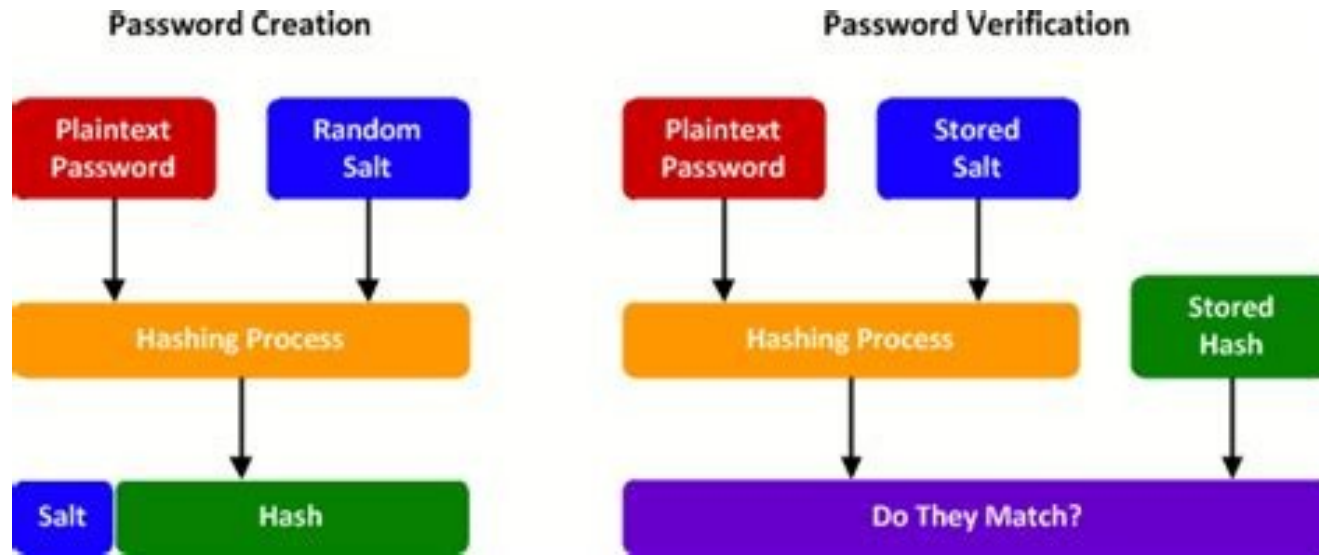 Password Creation
Plaintext
Password
Random
Salt
Hashing Process
Salt
Hash
Password Verification
Plaintext
Password
Stored
Salt
Hashing Process
Stored
Hash
Do They Match?